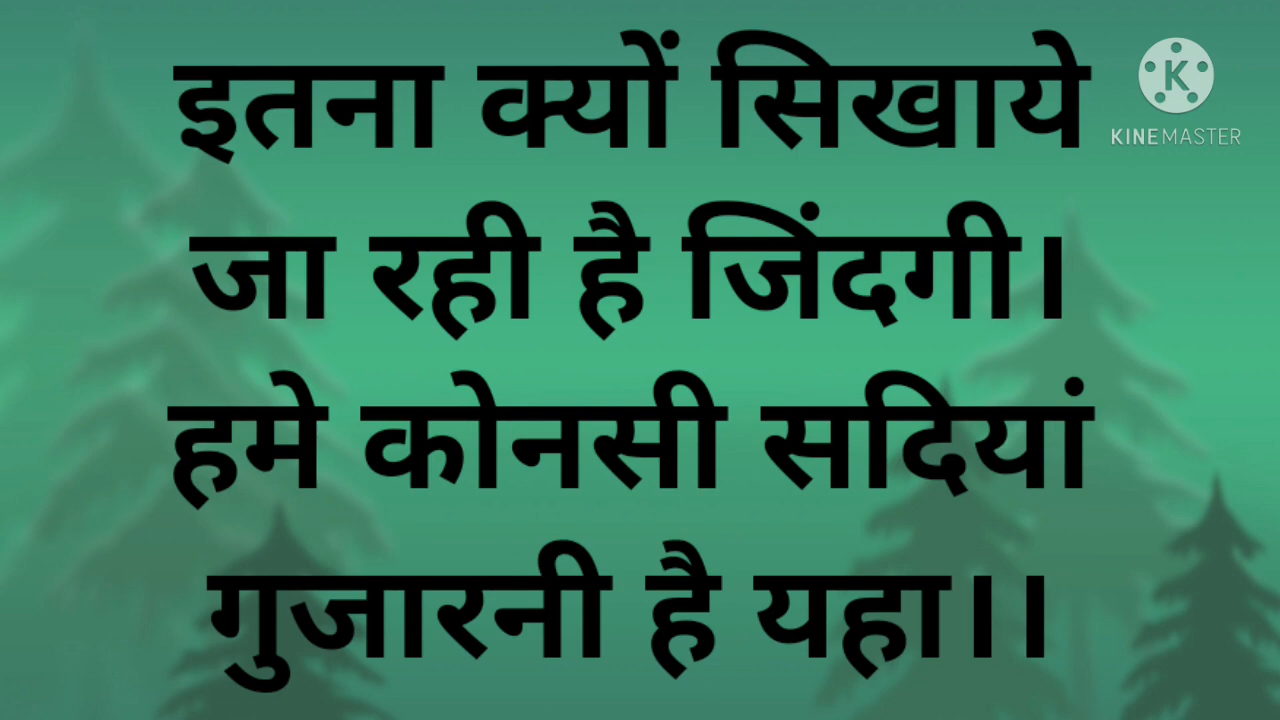 इतना क्यों सिखाये
जा रही है जिंदगी।
हमे कोनसी सदियां
गुजारनी है यहा।।
K
KINEMASTER